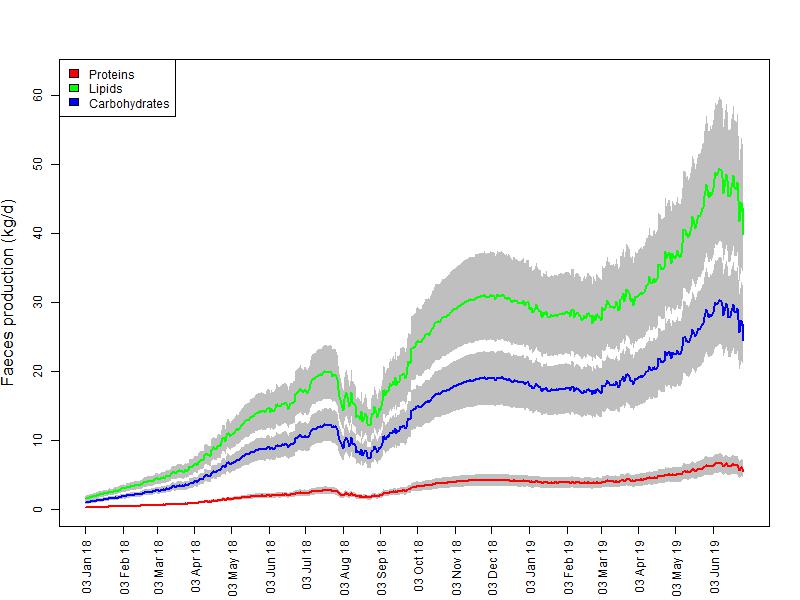 Proteins
Lipids
Carbohydrates
Faeces production (kg/d)
60
50
40
30
20
10
0
03 Jan 18
03 Feb 18
03 Mar 18
03 Apr 18
03 May 18
03 Jun 18
03 Jul 18
03 Aug 18
03 Sep 18
03 Oct 18
03 Nov 18
03 Dec 18
03 Jan 19
03 Feb 19
03 Mar 19
03 Apr 19
03 May 19
03 Jun 19